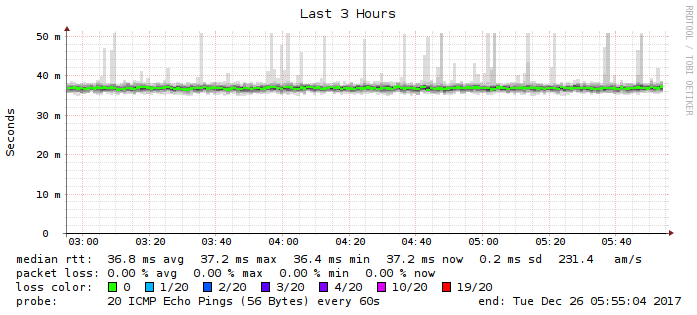 Last 3 Hours
RRDTOOL / TOBI OETIKER
Seconds
50 m
40 m
30 m
20 m
10 m
0
03:00 03:20 03:40 04:00 04:20 04:40 05:00 05:20 05:40
median rtt: 36.8 ms avg 37.2 ms max 36.4 ms min 37.2 ms now 0.2 ms sd 231.4 am/s
packet loss: 0.00 % avg 0.00 % max 0.00 % min 0.00 % now
loss color: 0 1/20 2/20 3/20 4/20 10/20 19/20
probe: 20 ICMP Echo Pings (56 Bytes) every 60s end: Tue Dec 26 05:55:04 2017